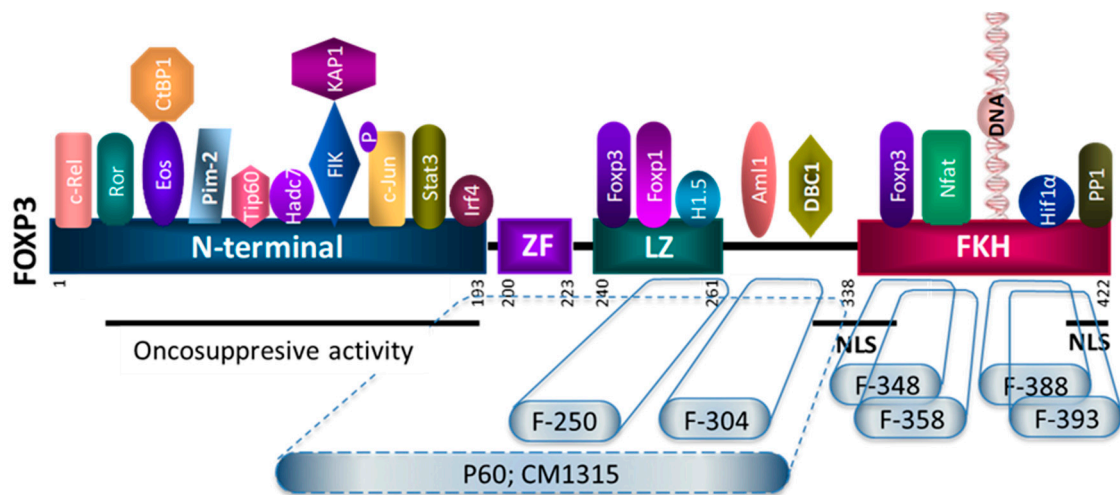 FOXP3
c-Rel
Ror
CtBP1
Eos
Pim-2
Tip60
Hadc7
KAP1
FIK
P
c-Jun
Stat3
Irf4
Foxp3
Foxp1
H1.5
Aml1
DBC1
Foxp3
Nfat
DNA
Hif1α
PP1
N-terminal
ZF
LZ
FKH
1
193
200
223
240
261
338
422
Oncosuppresive activity
NLS
NLS
F-348
F-388
F-250
F-304
F-358
F-393
P60; CM1315